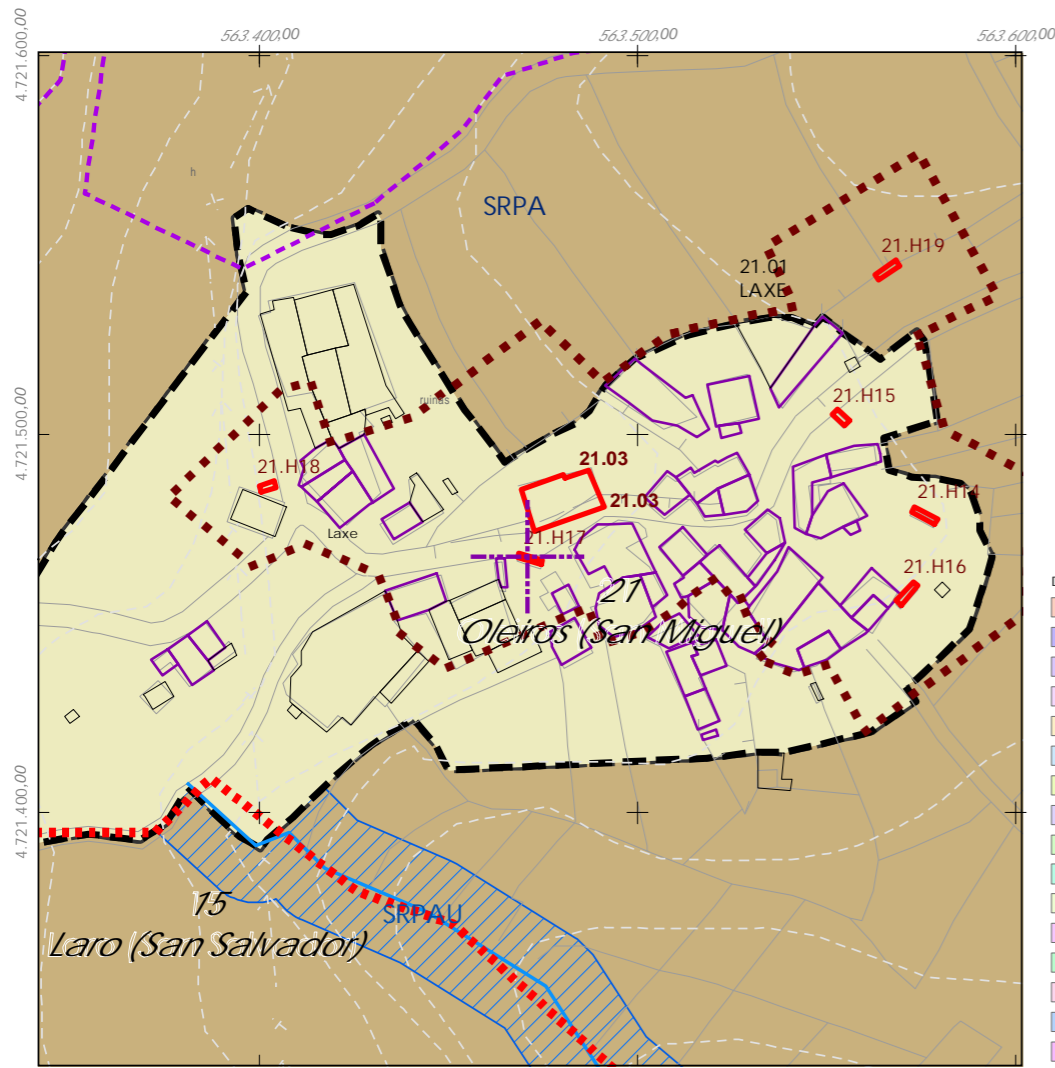 563.400,00
563.500,00
563.600,00
4.721.600,00
h
SRPA
21.H19
21.01
LAXE
ruinas
21.H15
4.721.500,00
21.03
21.H18
21.H14
21.03
Laxe
21.H17
21.H16
21
Oleiros (San Miguel)
4.721.400,00
15
SRPAU
Laro (San Salvador)